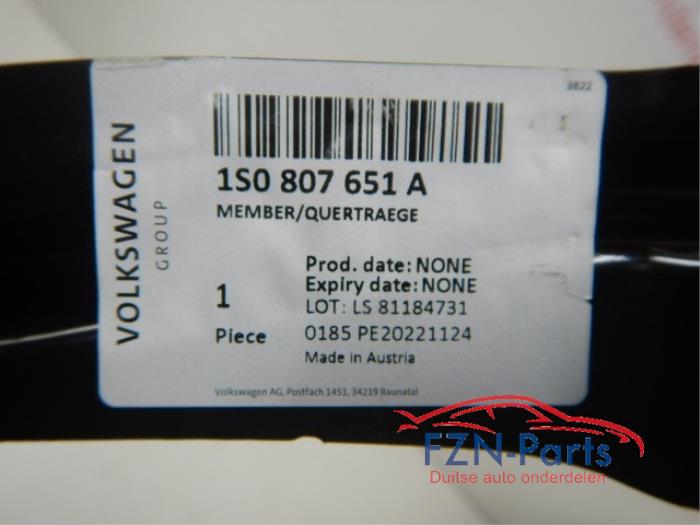 3822
VOLKSWAGEN
GROUP
1S0 807 651 A
MEMBER/QUERTRAEGE
Prod. date: NONE
Expiry date: NONE
1
LOT: LS 81184731
Piece
0185 PE20221124
Made in Austria
Volkswagen AG, Postfach 1451, 34219 Baunatal
FZN-Parts
Duitse auto onderdelen